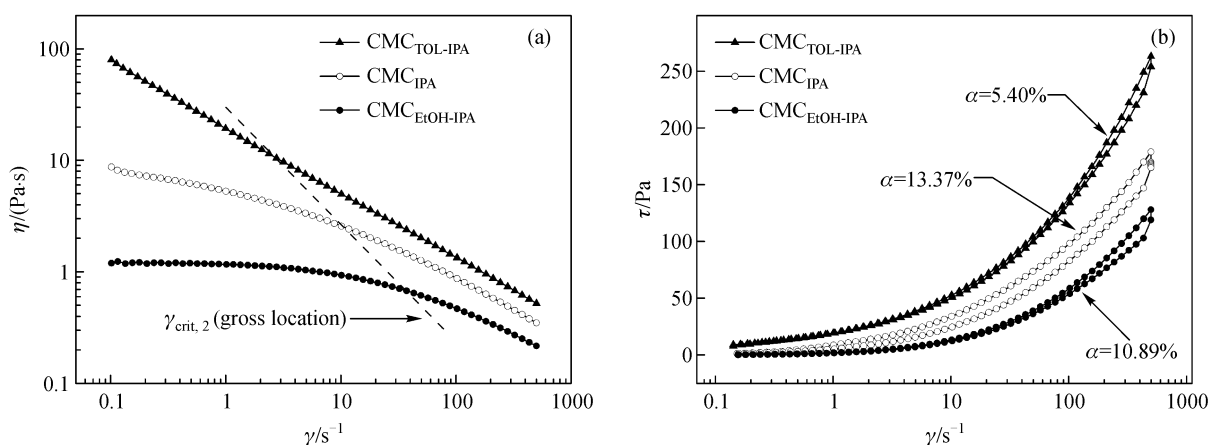 (a)
CMC_TOL-IPA
CMC_IPA
CMC_EtOH-IPA
100
10
1
0.1
η/(Pa·s)
γcrit, 2 (gross location)
0.1 1 10 100 1000
γ/s⁻¹
(b)
CMC_TOL-IPA
CMC_IPA
CMC_EtOH-IPA
250
200
150
100
50
0
τ/Pa
α=5.40%
α=13.37%
α=10.89%
0.1 1 10 100 1000
γ/s⁻¹